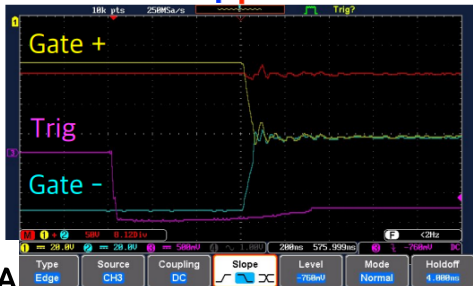 10k pts 250MSa/s Trig?
Gate +
Trig
Gate -
M 1 + 2 50V 0.12Div F <2Hz
1 = 20.0V 2 = 20.0V 3 = 500mV 4 1.00V 200ns 575.999ns 3 -760mV DC
A
Type Source Coupling Slope Level Mode Holdoff
Edge CH3 DC -760mV Normal 4.000ns